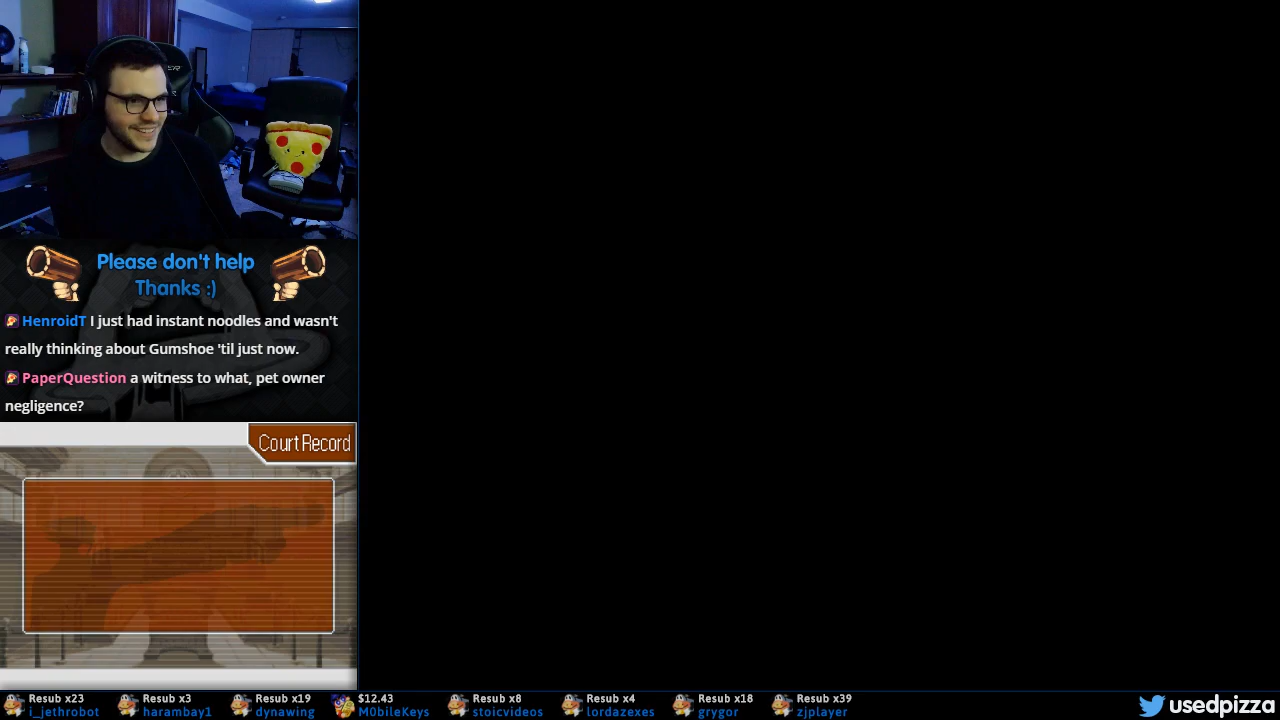 Please don't help
Thanks :)
HenroidT I just had instant noodles and wasn't
really thinking about Gumshoe 'til just now.
PaperQuestion a witness to what, pet owner
negligence?
Court Record
Resub x23
i_jethrobot
Resub x3
harambay1
Resub x19
dynawing
$12.43
M0bileKeys
Resub x8
stoicvideos
Resub x4
lordazexes
Resub x18
grygor
Resub x39
zjplayer
usedpizza